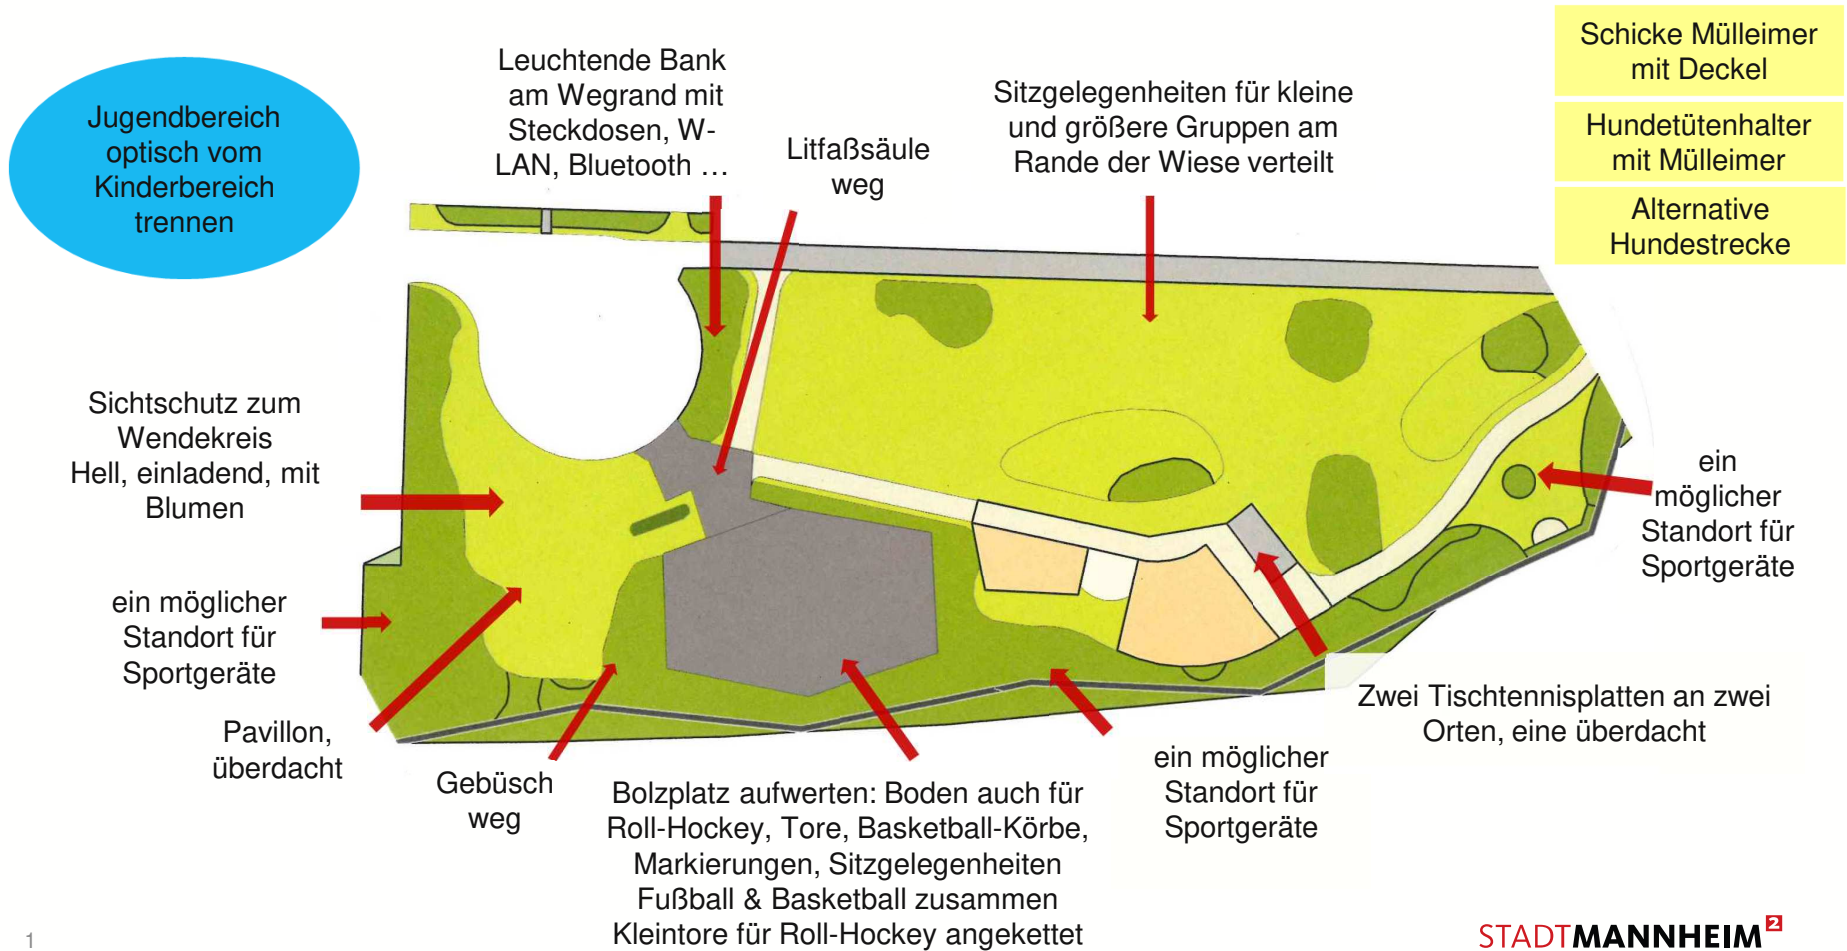 Jugendbereich
optisch vom
Kinderbereich
trennen
Leuchtende Bank
am Wegrand mit
Steckdosen, W-
LAN, Bluetooth …
Litfaßsäule
weg
Sitzgelegenheiten für kleine
und größere Gruppen am
Rande der Wiese verteilt
Schicke Mülleimer
mit Deckel
Hundetütenhalter
mit Mülleimer
Alternative
Hundestrecke
Sichtschutz zum
Wendekreis
Hell, einladend, mit
Blumen
ein möglicher
Standort für
Sportgeräte
Pavillon,
überdacht
Gebüsch
weg
Bolzplatz aufwerten: Boden auch für
Roll-Hockey, Tore, Basketball-Körbe,
Markierungen, Sitzgelegenheiten
Fußball & Basketball zusammen
Kleintore für Roll-Hockey angekettet
ein möglicher
Standort für
Sportgeräte
Zwei Tischtennisplatten an zwei
Orten, eine überdacht
ein
möglicher
Standort für
Sportgeräte
1
STADTMANNHEIM2